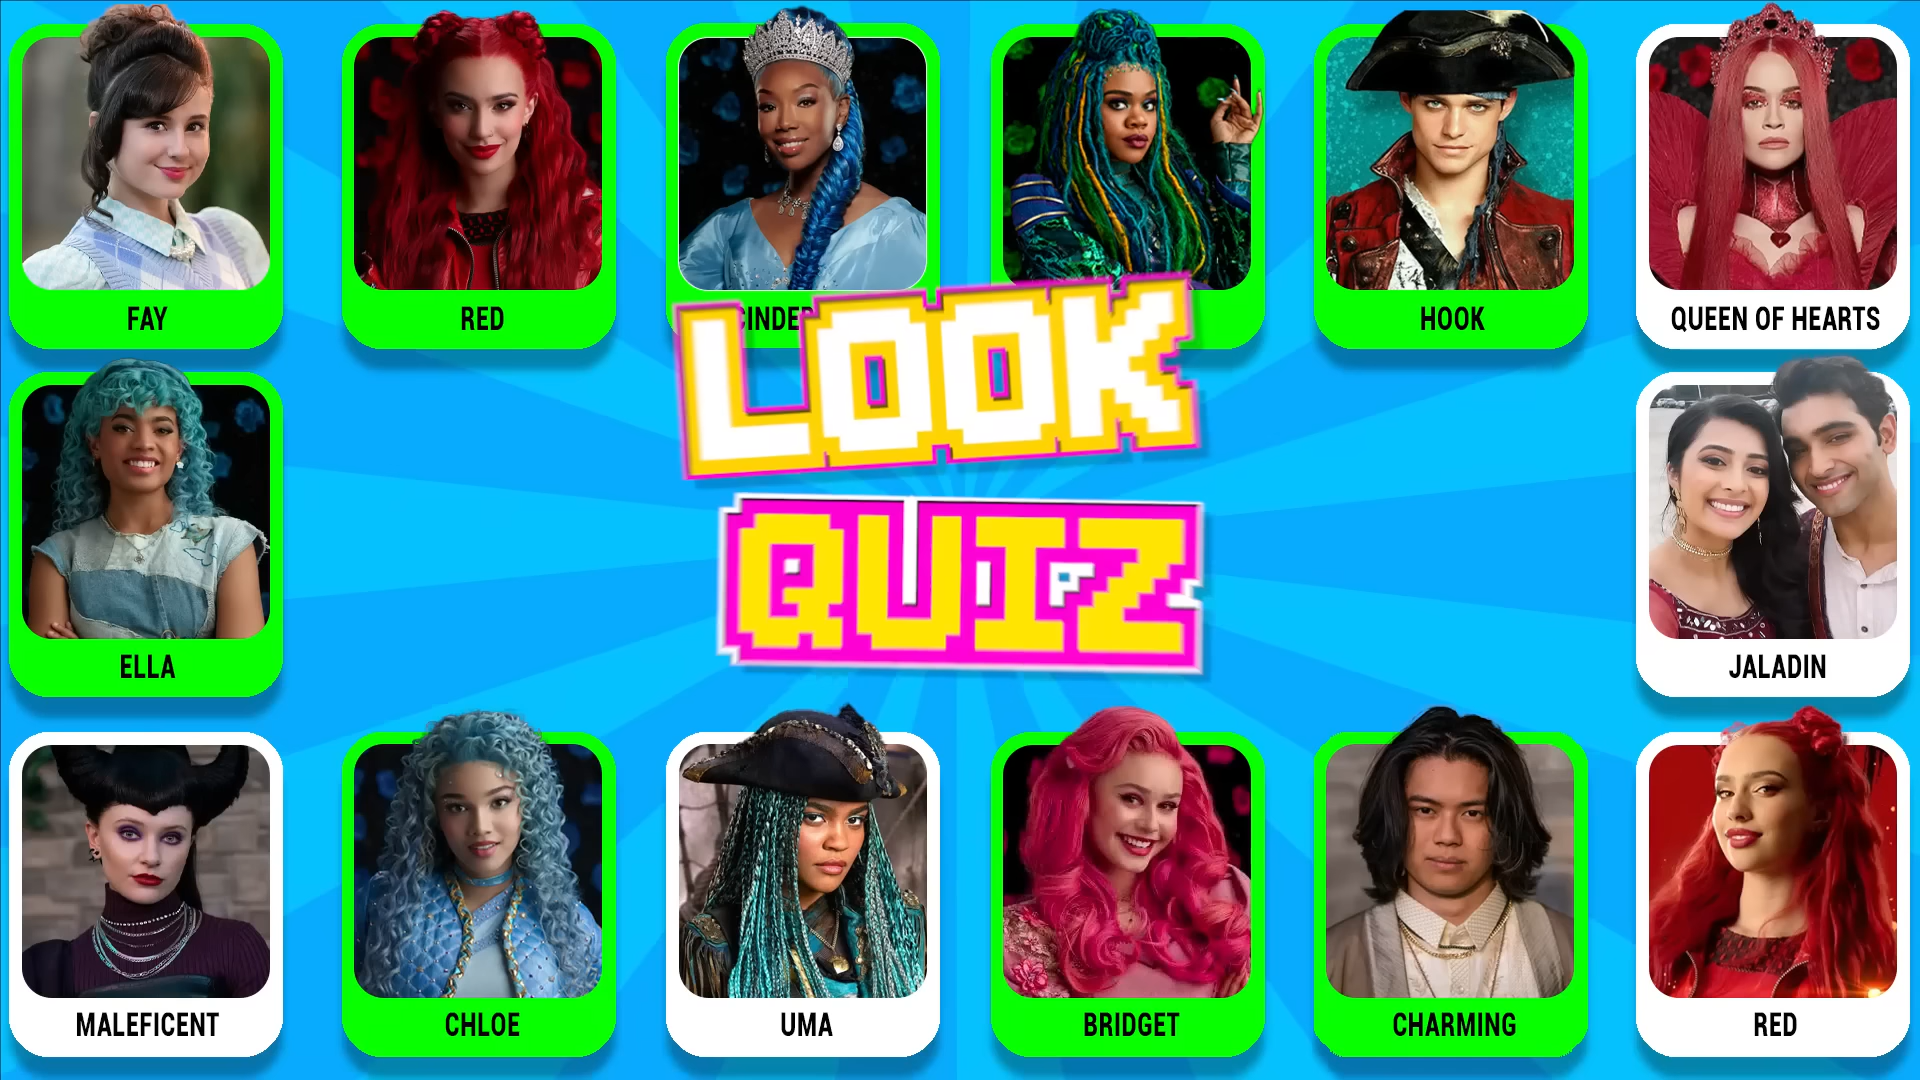 FAY
RED
HOOK
QUEEN OF HEARTS
LOOK
QUIZ
ELLA
JALADIN
MALEFICENT
CHLOE
UMA
BRIDGET
CHARMING
RED